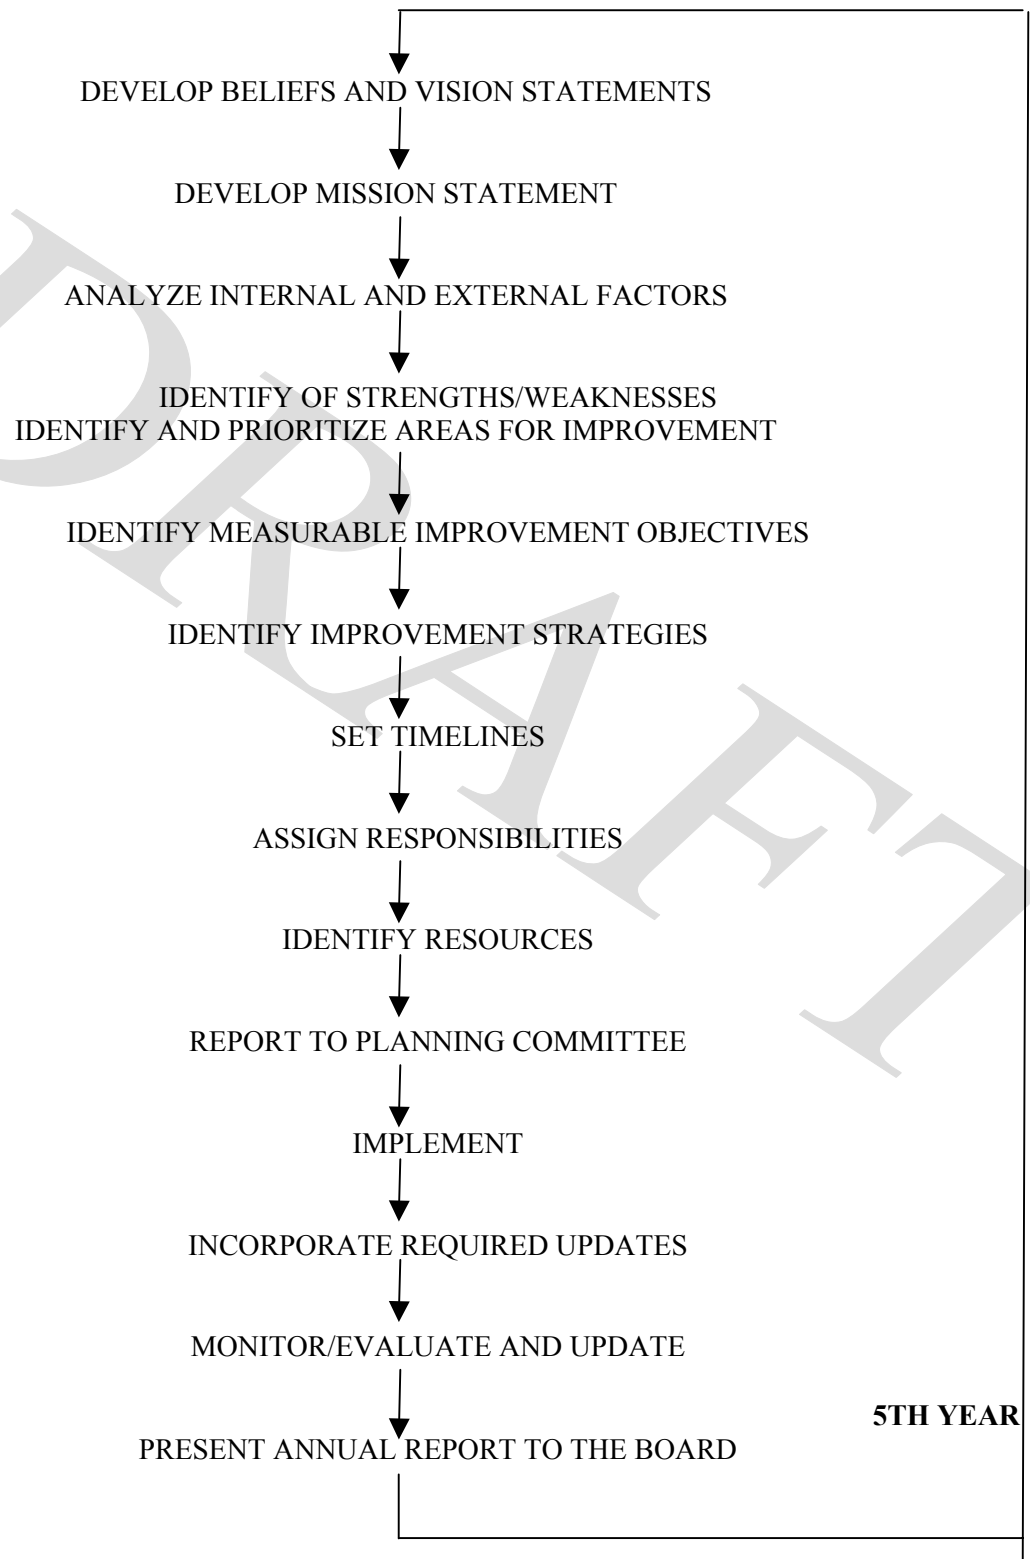 DEVELOP BELIEFS AND VISION STATEMENTS
DEVELOP MISSION STATEMENT
ANALYZE INTERNAL AND EXTERNAL FACTORS
IDENTIFY OF STRENGTHS/WEAKNESSES
IDENTIFY AND PRIORITIZE AREAS FOR IMPROVEMENT
IDENTIFY MEASURABLE IMPROVEMENT OBJECTIVES
IDENTIFY IMPROVEMENT STRATEGIES
SET TIMELINES
ASSIGN RESPONSIBILITIES
IDENTIFY RESOURCES
REPORT TO PLANNING COMMITTEE
IMPLEMENT
INCORPORATE REQUIRED UPDATES
MONITOR/EVALUATE AND UPDATE
5TH YEAR
PRESENT ANNUAL REPORT TO THE BOARD
DRAFT